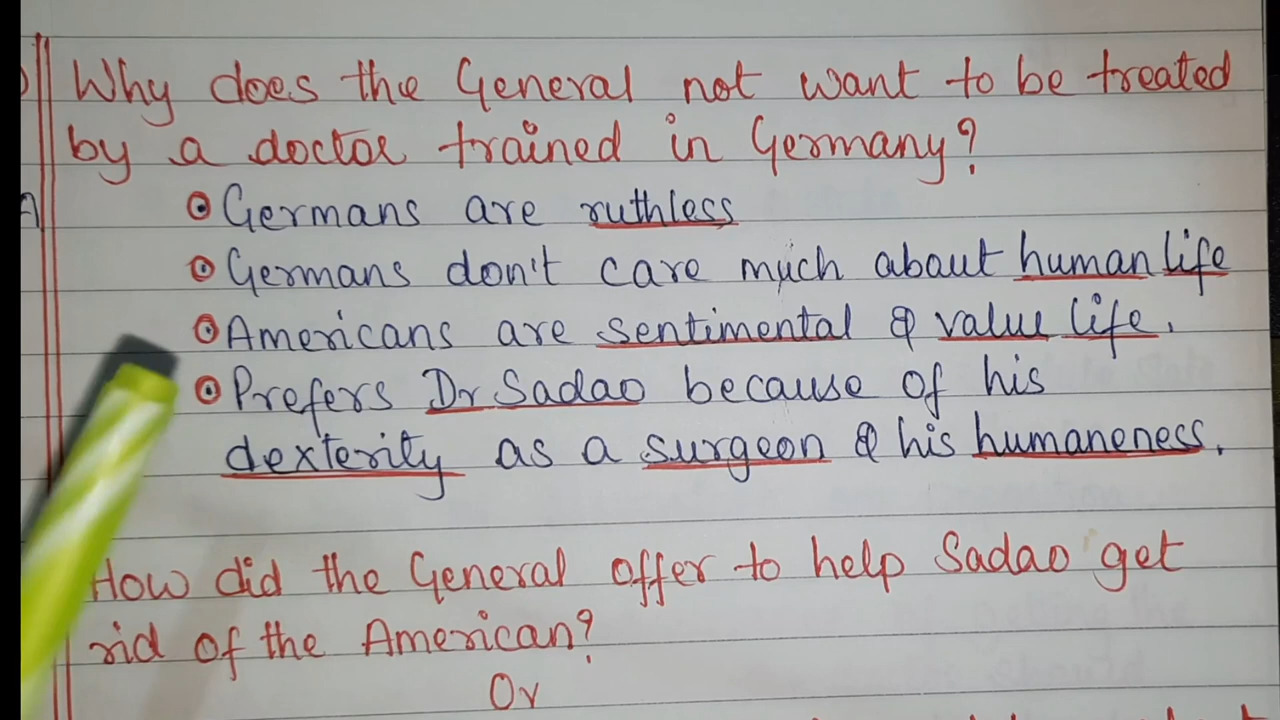 Why does the General not want to be treated
by a doctor trained in Germany?
Germans are ruthless
Germans don't care much about human life
Americans are sentimental & value life.
Prefers Dr Sadao because of his
dexterity as a surgeon & his humaneness.
How did the General offer to help Sadao get
rid of the American?
Or